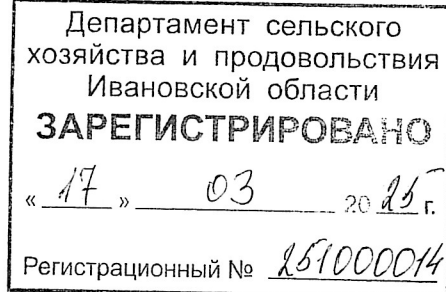 Департамент сельского
хозяйства и продовольствия
Ивановской области
ЗАРЕГИСТРИРОВАНО
« 17 » 03 20 25 г.
Регистрационный № 251000014